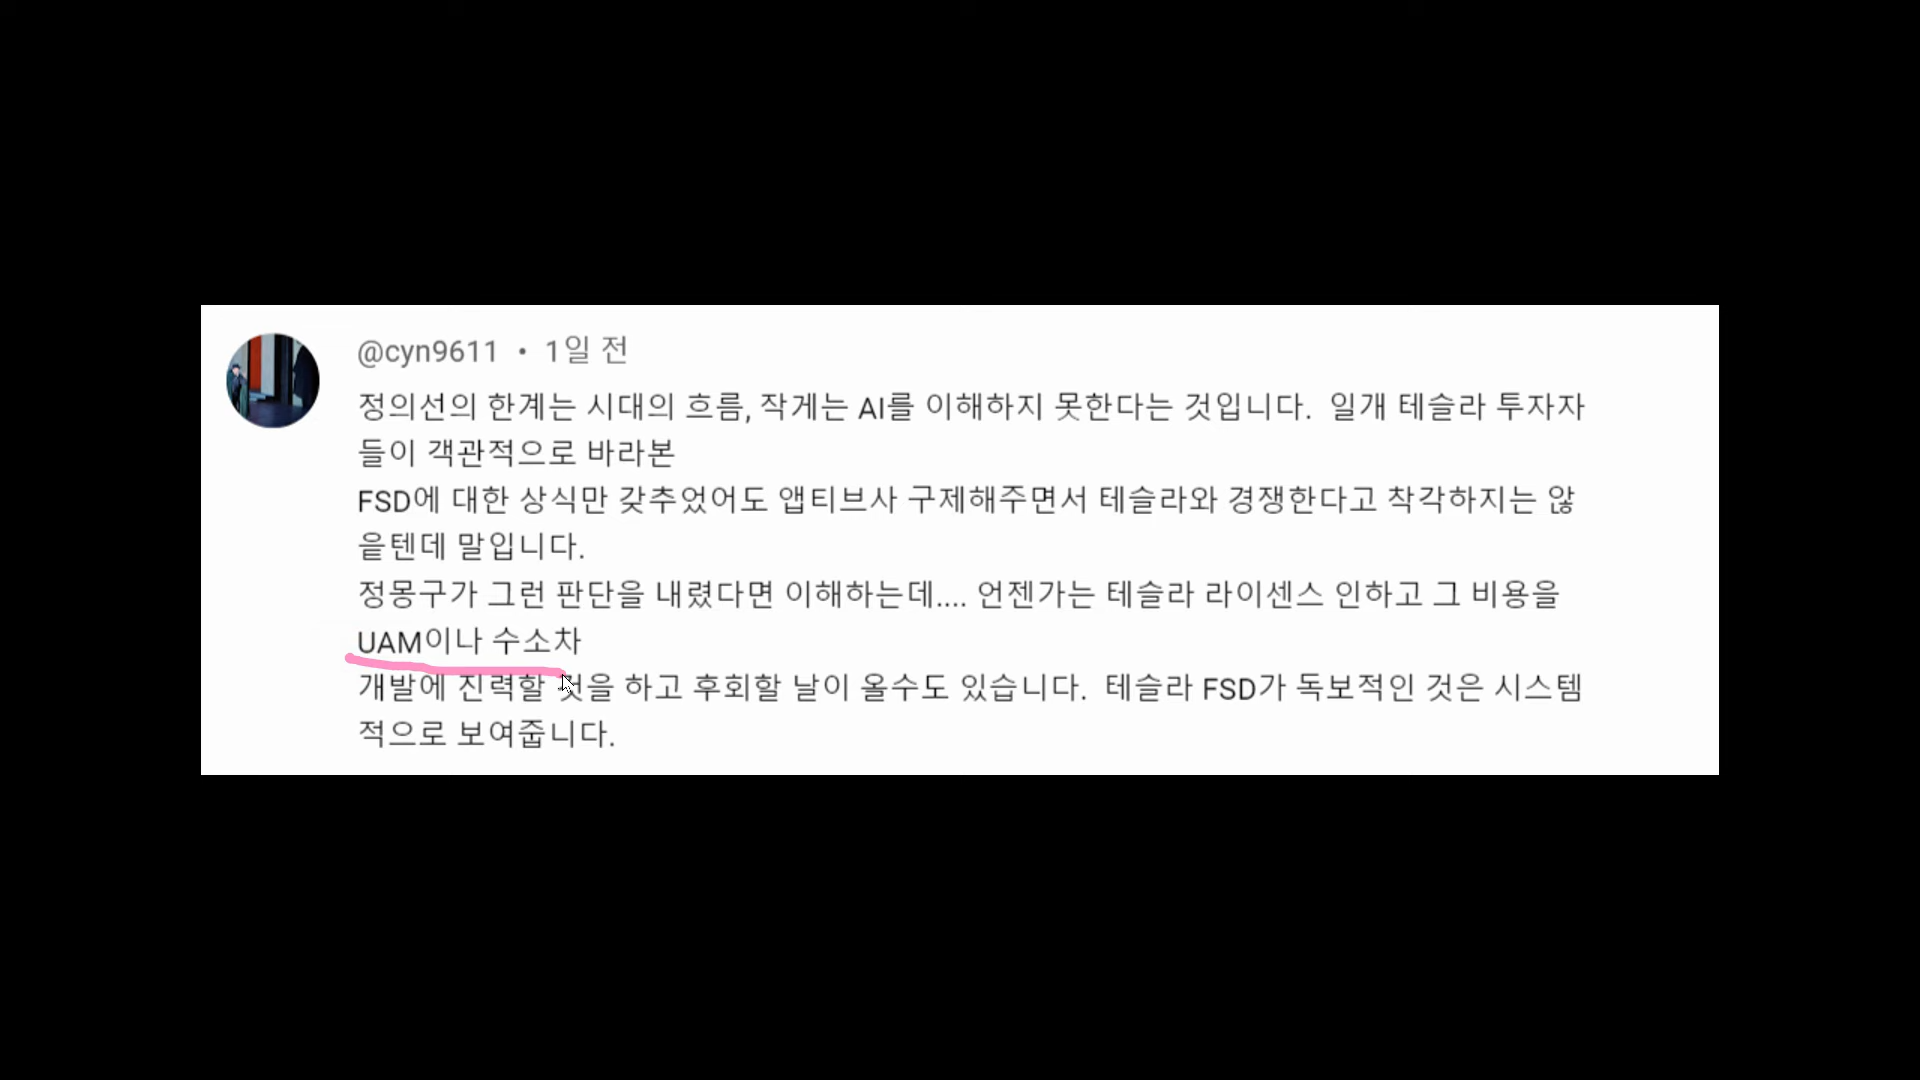 @cyn9611 • 1일 전
정의선의 한계는 시대의 흐름, 작게는 AI를 이해하지 못한다는 것입니다.  일개 테슬라 투자자
들이 객관적으로 바라본
FSD에 대한 상식만 갖추었어도 앱티브사 구제해주면서 테슬라와 경쟁한다고 착각하지는 않
읕텐데 말입니다.
정몽구가 그런 판단을 내렸다면 이해하는데.... 언젠가는 테슬라 라이센스 인하고 그 비용을
UAM이나 수소차
개발에 진력할 것을 하고 후회할 날이 올수도 있습니다.  테슬라 FSD가 독보적인 것은 시스템
적으로 보여줍니다.